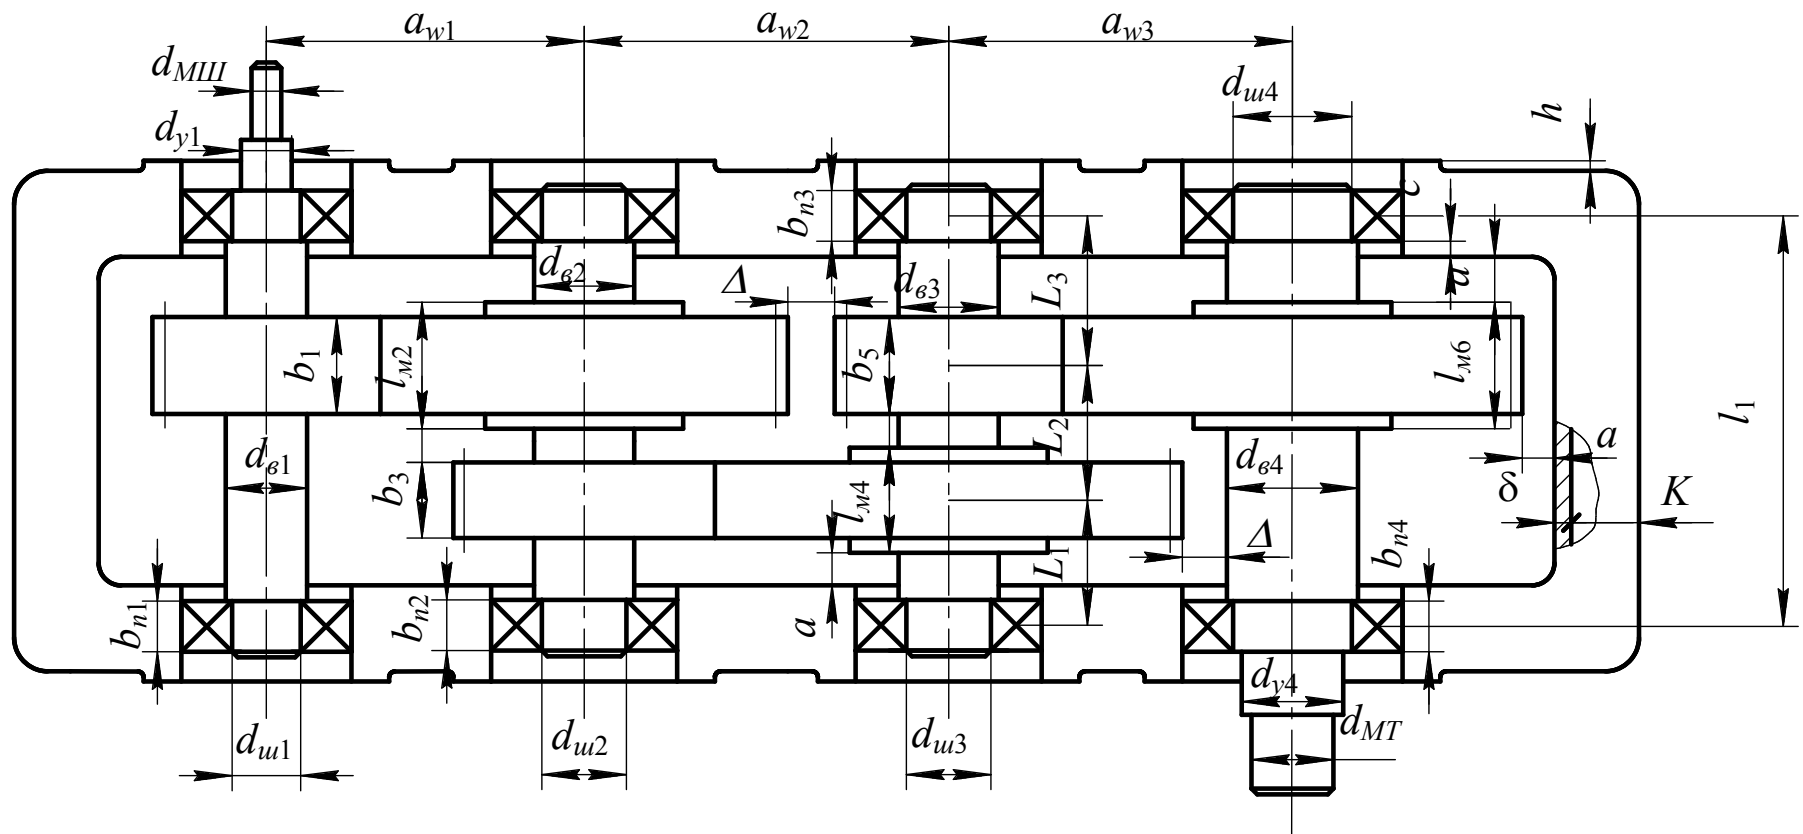 a_w1 a_w2 a_w3
d_МШ
d_ш4
h
d_у1
c
b_п3
d_в2 Δ d_в3 L_3 a
b_1 l_м2 b_5 l_м6
l_1
L_2
d_в1 d_в4 a
b_3 l_м4 δ K
Δ b_п4
L_1
b_п1 b_п2 a
d_у4
d_ш1 d_ш2 d_ш3 d_МТ